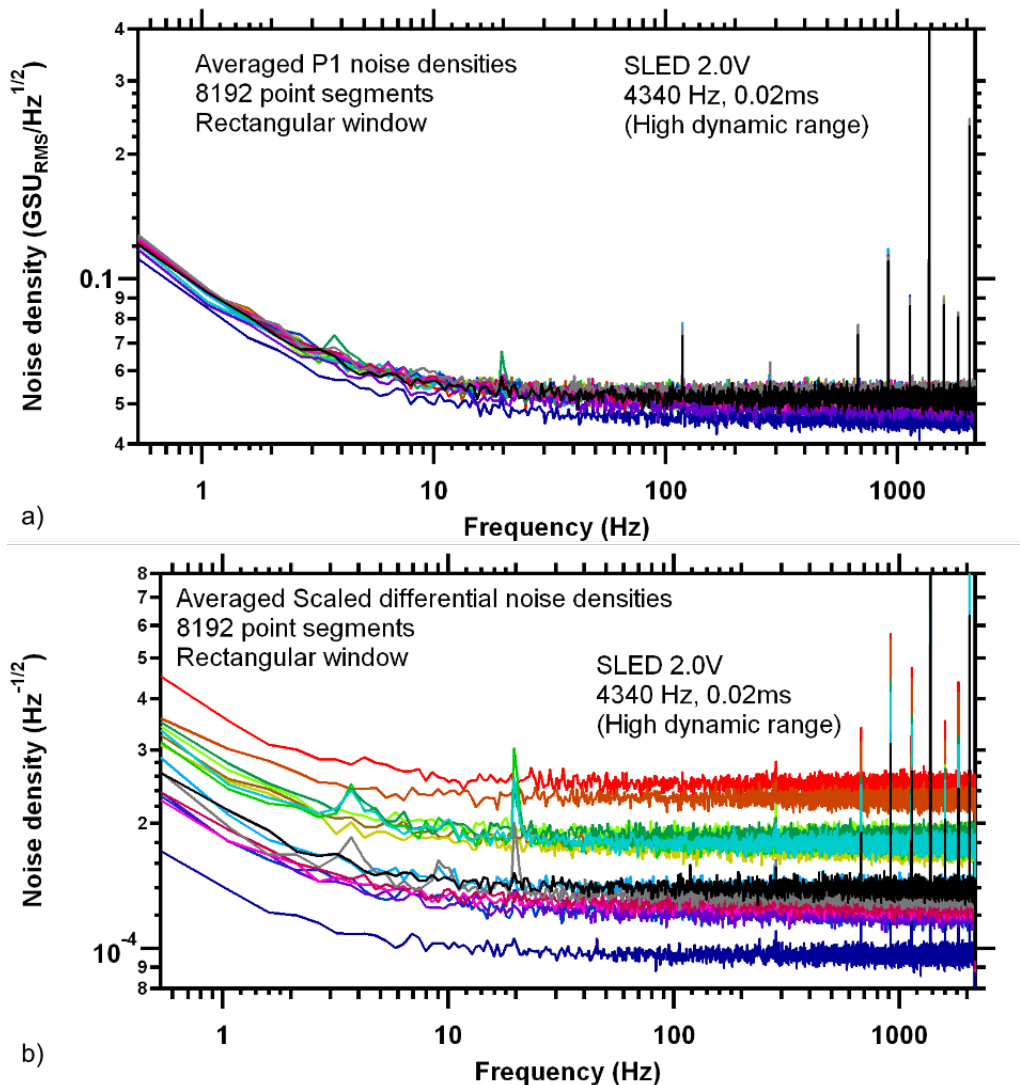 4
Averaged P1 noise densities
8192 point segments
Rectangular window
SLED 2.0V
4340 Hz, 0.02ms
(High dynamic range)
3
2
0.1
9
8
7
6
5
4
Noise density (GSU_RMS/Hz^1/2)
1 10 100 1000
a)
Frequency (Hz)
8
Averaged Scaled differential noise densities
8192 point segments
Rectangular window
SLED 2.0V
4340 Hz, 0.02ms
(High dynamic range)
7
6
5
4
3
2
10^-4
9
8
Noise density (Hz^-1/2)
1 10 100 1000
b)
Frequency (Hz)